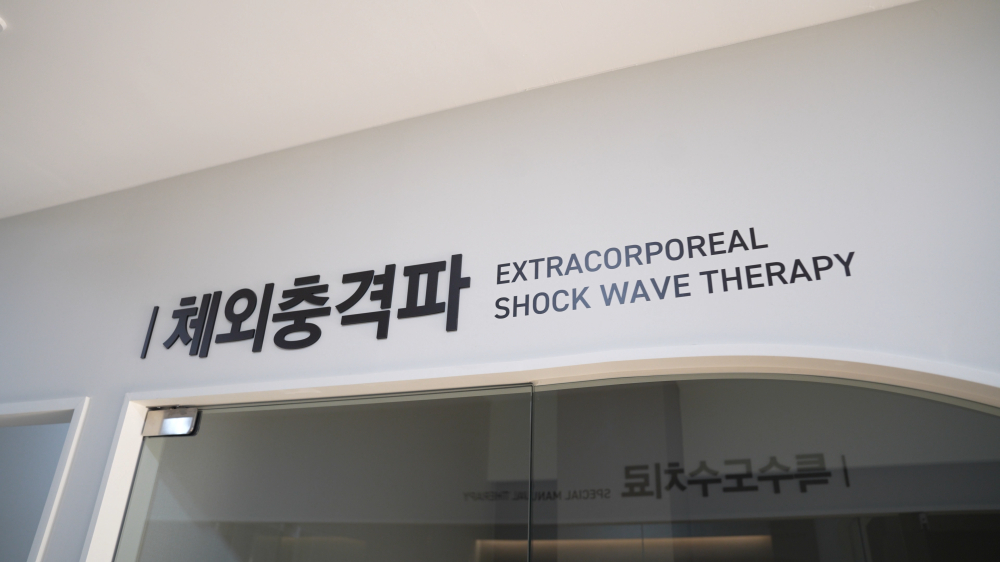 체외충격파
EXTRACORPOREAL
SHOCK WAVE THERAPY
특수도수치료
SPECIAL MANUAL THERAPY